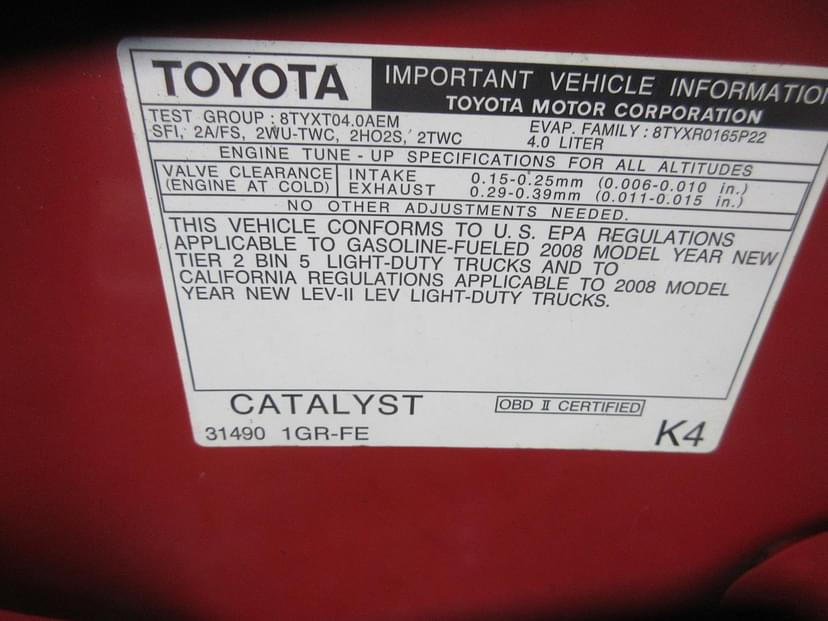 TOYOTA IMPORTANT VEHICLE INFORMATION
TOYOTA MOTOR CORPORATION
TEST GROUP : 8TYXT04.0AEM EVAP. FAMILY : 8TYXR0165P22
SFI, 2A/FS, 2WU-TWC, 2HO2S, 2TWC 4.0 LITER
ENGINE TUNE - UP SPECIFICATIONS FOR ALL ALTITUDES
VALVE CLEARANCE INTAKE 0.15-0.25mm (0.006-0.010 in.)
(ENGINE AT COLD) EXHAUST 0.29-0.39mm (0.011-0.015 in.)
NO OTHER ADJUSTMENTS NEEDED.
THIS VEHICLE CONFORMS TO U.S. EPA REGULATIONS
APPLICABLE TO GASOLINE-FUELED 2008 MODEL YEAR NEW
TIER 2 BIN 5 LIGHT-DUTY TRUCKS AND TO
CALIFORNIA REGULATIONS APPLICABLE TO 2008 MODEL
YEAR NEW LEV-II LEV LIGHT-DUTY TRUCKS.
CATALYST OBD II CERTIFIED
31490 1GR-FE K4